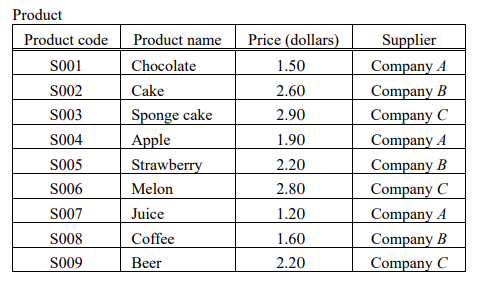 Product
Product code Product name Price (dollars) Supplier
S001 Chocolate 1.50 Company A
S002 Cake 2.60 Company B
S003 Sponge cake 2.90 Company C
S004 Apple 1.90 Company A
S005 Strawberry 2.20 Company B
S006 Melon 2.80 Company C
S007 Juice 1.20 Company A
S008 Coffee 1.60 Company B
S009 Beer 2.20 Company C